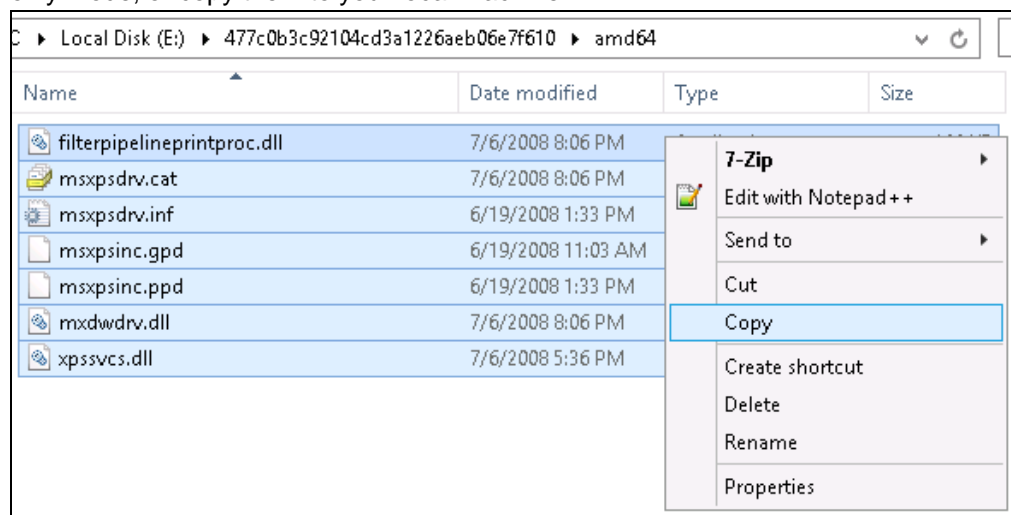 C ▸ Local Disk (E:) ▸ 477c0b3c92104cd3a1226aeb06e7f610 ▸ amd64
Name Date modified Type Size
filterpipelineprintproc.dll 7/6/2008 8:06 PM
msxpsdrv.cat 7/6/2008 8:06 PM
msxpsdrv.inf 6/19/2008 1:33 PM
msxpsinc.gpd 6/19/2008 11:03 AM
msxpsinc.ppd 6/19/2008 1:33 PM
mxdwdrv.dll 7/6/2008 8:06 PM
xpssvcs.dll 7/6/2008 5:36 PM
7-Zip
Edit with Notepad++
Send to
Cut
Copy
Create shortcut
Delete
Rename
Properties